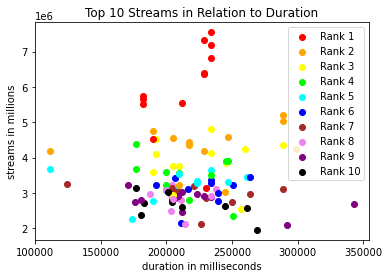 Top 10 Streams in Relation to Duration
1e6
7
6
5
4
3
2
streams in millions
100000 150000 200000 250000 300000 350000
duration in milliseconds
Rank 1
Rank 2
Rank 3
Rank 4
Rank 5
Rank 6
Rank 7
Rank 8
Rank 9
Rank 10